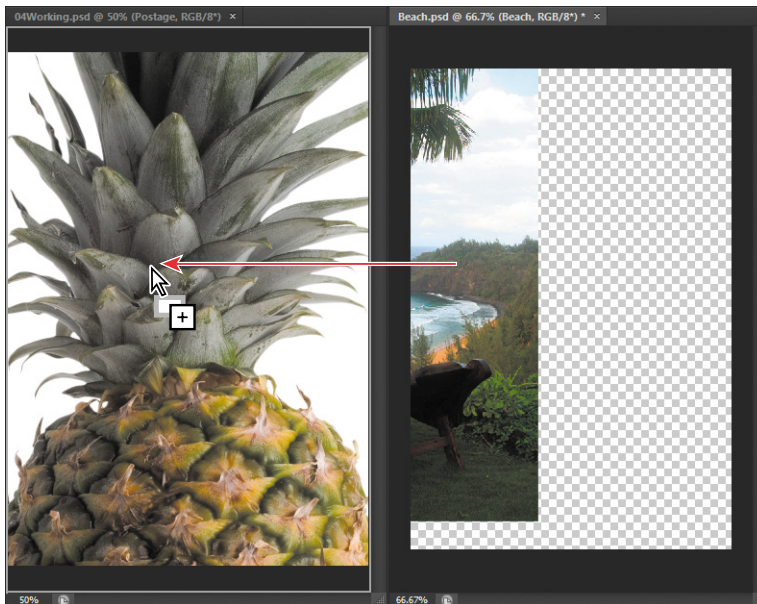 04Working.psd @ 50% (Postage, RGB/8*) ×
Beach.psd @ 66.7% (Beach, RGB/8*) * ×
50%
66.67%